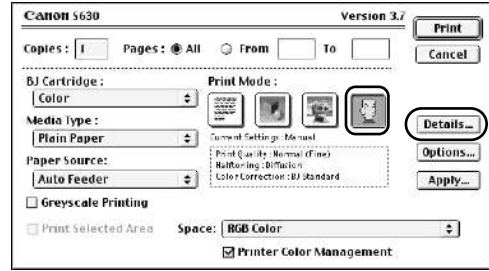 Canon S630 Version 3.7
Print
Copies: 1 Pages: All From To
Cancel
BJ Cartridge: Print Mode:
Color
Media Type:
Details...
Plain Paper
Current Settings: Manual
Print Quality: Normal (Fine)
Options...
Paper Source:
Halftoning: Diffusion
Auto Feeder
Color Correction: BJ Standard
Apply...
Greyscale Printing
Print Selected Area Space: RGB Color
Printer Color Management